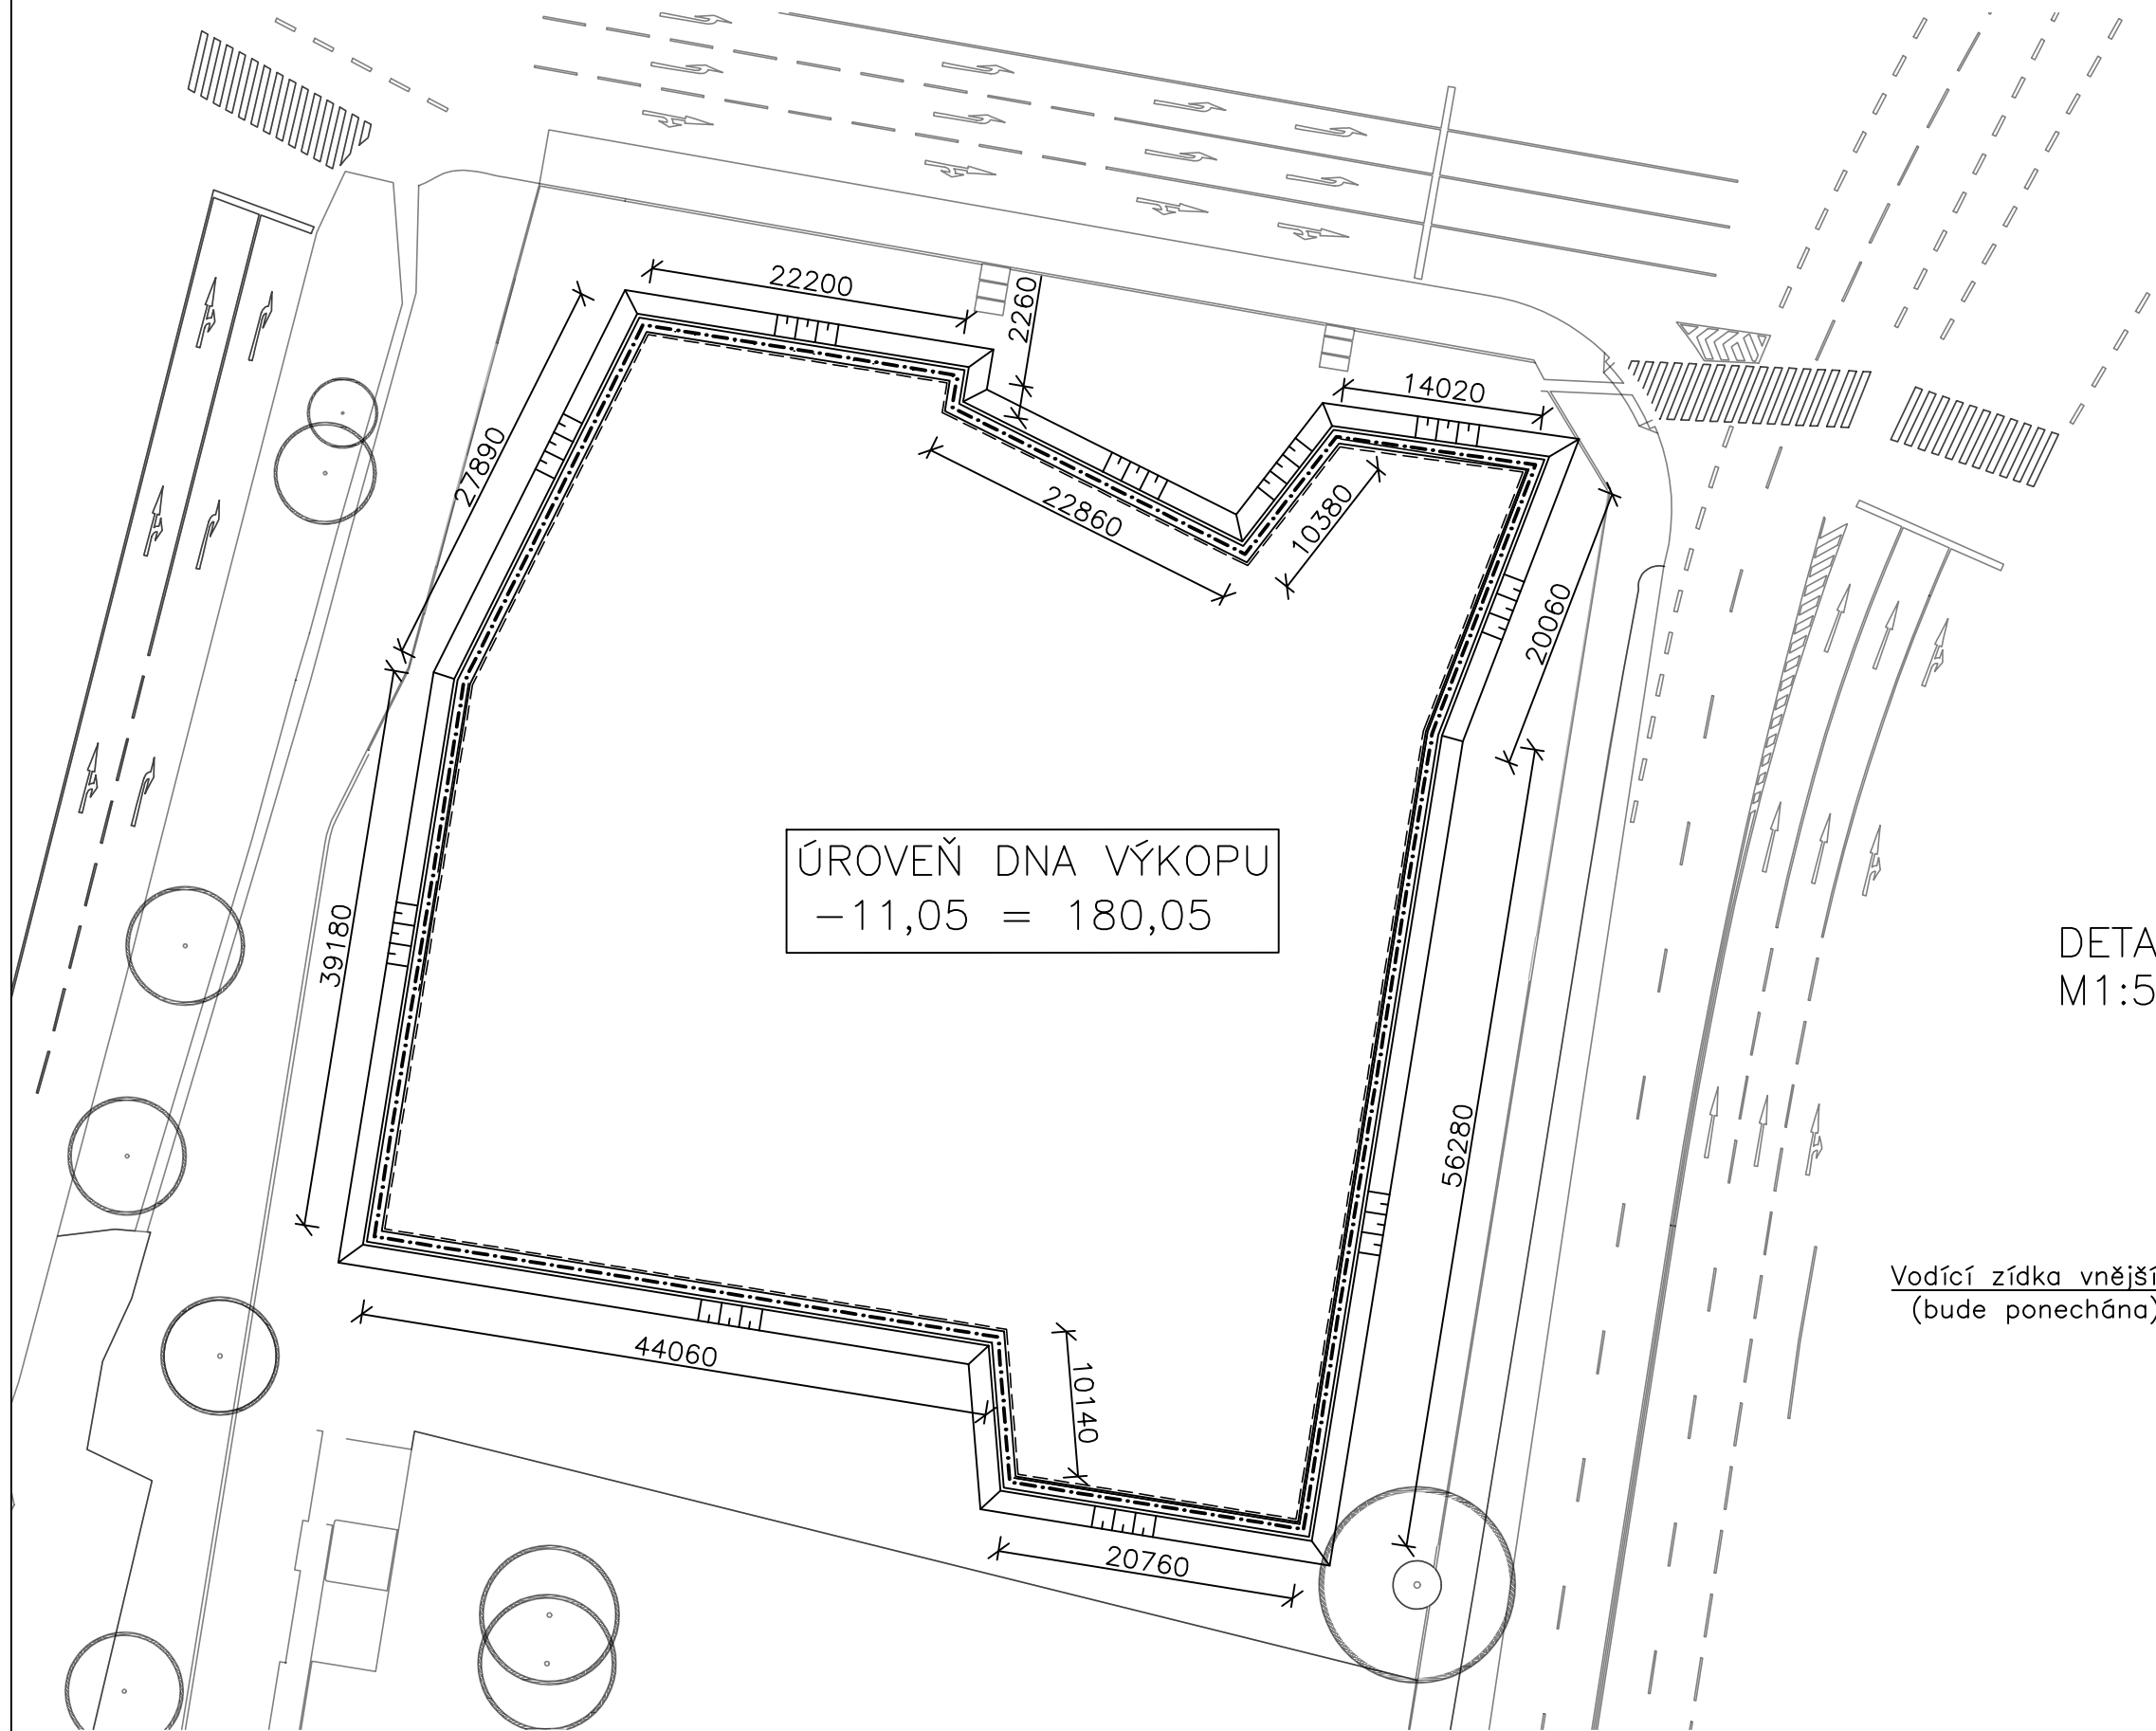 22200
2260
14020
27890
22860
10380
20060
ÚROVEŇ DNA VÝKOPU
-11,05 = 180,05
39180
DETA
M1:5
56280
Vodící zídka vnější
(bude ponechána)
44060
10140
20760